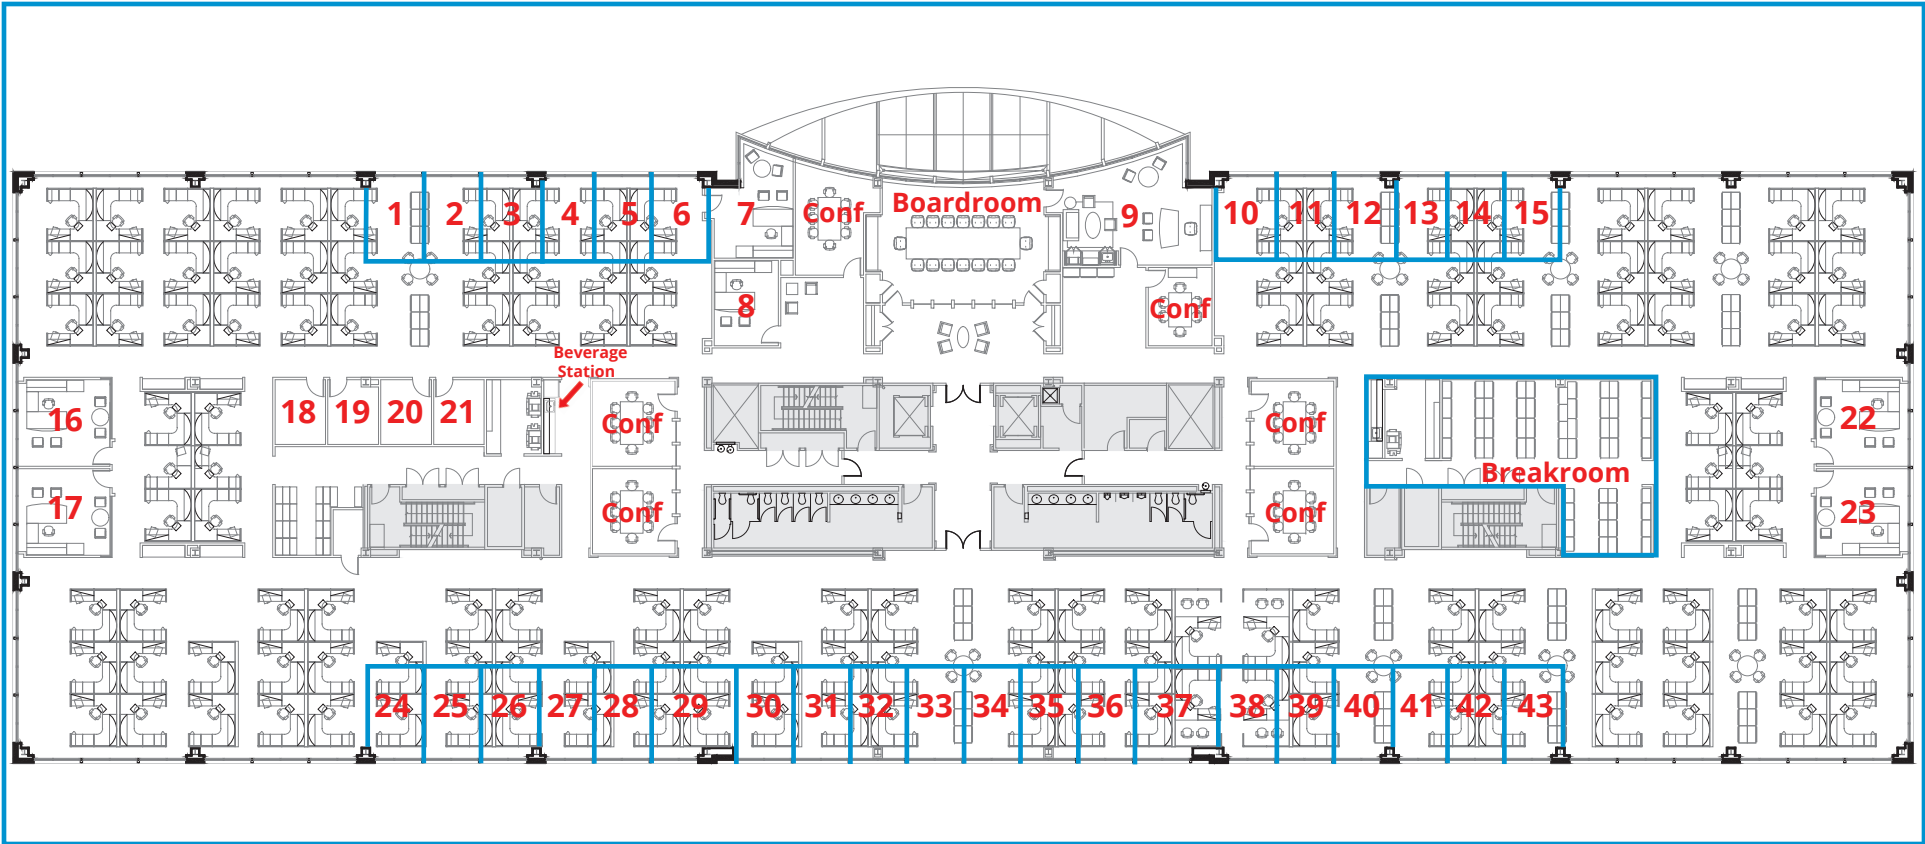 1 2 3 4 5 6 7 Conf Boardroom 9 10 11 12 13 14 15
8 Conf
Beverage
Station
16 18 19 20 21 Conf Conf 22
Breakroom
17 Conf Conf 23
24 25 26 27 28 29 30 31 32 33 34 35 36 37 38 39 40 41 42 43